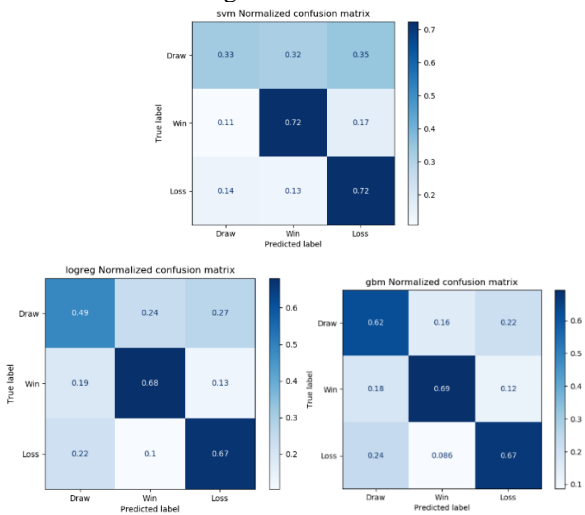 svm Normalized confusion matrix
Draw 0.33 0.32 0.35
Win 0.11 0.72 0.17
Loss 0.14 0.13 0.72
Draw Win Loss
Predicted label
True label
0.7
0.6
0.5
0.4
0.3
0.2
logreg Normalized confusion matrix
Draw 0.49 0.24 0.27
Win 0.19 0.68 0.13
Loss 0.22 0.1 0.67
Draw Win Loss
Predicted label
True label
0.6
0.5
0.4
0.3
0.2
gbm Normalized confusion matrix
Draw 0.62 0.16 0.22
Win 0.18 0.69 0.12
Loss 0.24 0.086 0.67
Draw Win Loss
Predicted label
True label
0.6
0.5
0.4
0.3
0.2
0.1